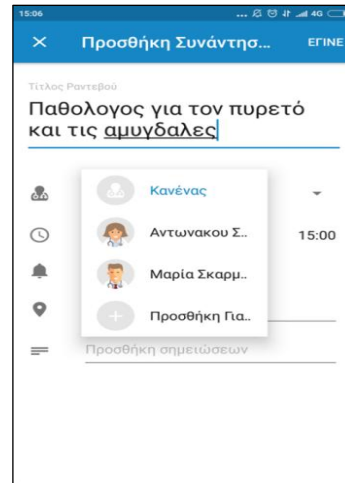 15:06 ... 4G
Προσθήκη Συνάντησ... ΕΓΙΝΕ
Τίτλος Ραντεβού
Παθολογος για τον πυρετό
και τις αμυγδαλες
Κανένας
Αντωνακου Σ..
15:00
Μαρία Σκαρμ..
Προσθήκη Για..
Προσθήκη σημειώσεων